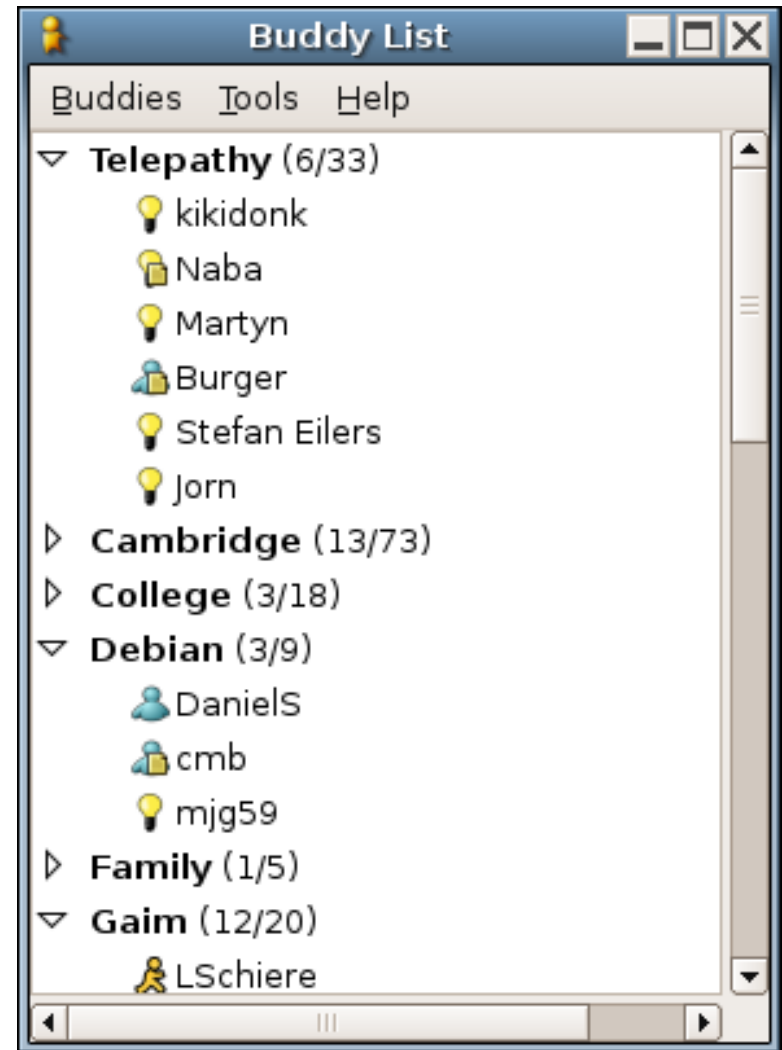 Buddy List
Buddies Tools Help
Telepathy (6/33)
kikidonk
Naba
Martyn
Burger
Stefan Eilers
Jorn
Cambridge (13/73)
College (3/18)
Debian (3/9)
DanielS
cmb
mjg59
Family (1/5)
Gaim (12/20)
LSchiere